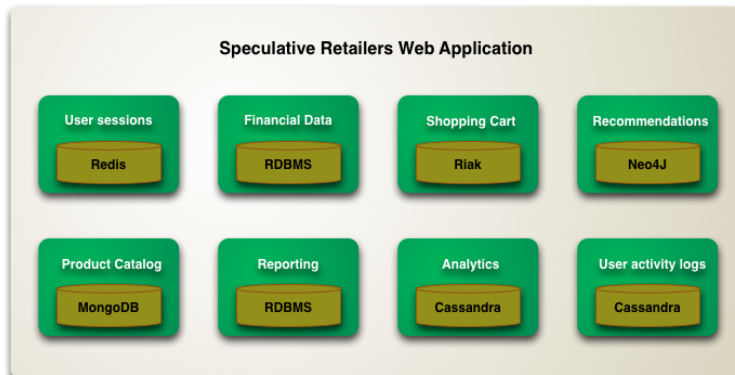 Speculative Retailers Web Application
User sessions
Redis
Financial Data
RDBMS
Shopping Cart
Riak
Recommendations
Neo4J
Product Catalog
MongoDB
Reporting
RDBMS
Analytics
Cassandra
User activity logs
Cassandra